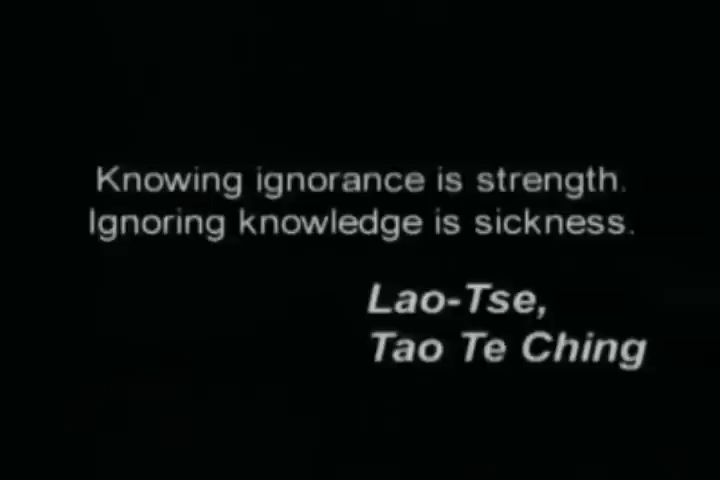 Knowing ignorance is strength.
Ignoring knowledge is sickness.
Lao-Tse,
Tao Te Ching